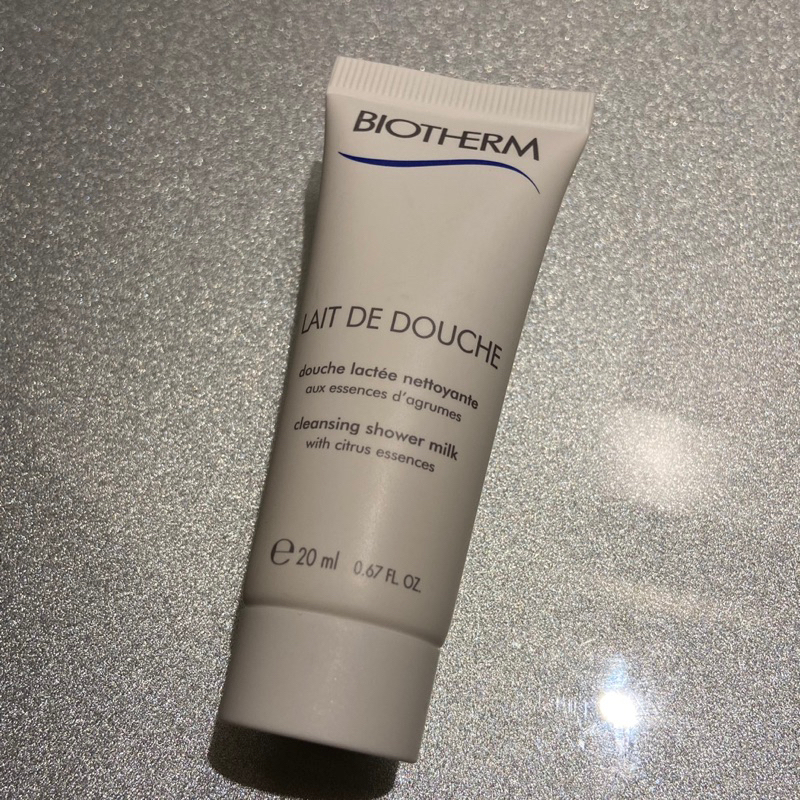 BIOTHERM
LAIT DE DOUCHE
douche lactée nettoyante
aux essences d'agrumes
cleansing shower milk
with citrus essences
℮ 20 ml 0.67 FL. OZ.